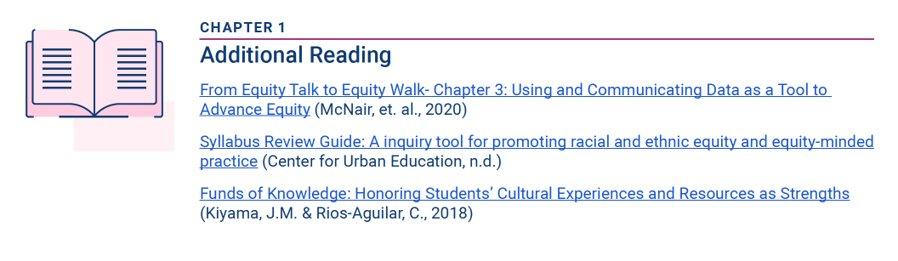 CHAPTER 1
Additional Reading
From Equity Talk to Equity Walk- Chapter 3: Using and Communicating Data as a Tool to
Advance Equity (McNair, et. al., 2020)
Syllabus Review Guide: A inquiry tool for promoting racial and ethnic equity and equity-minded
practice (Center for Urban Education, n.d.)
Funds of Knowledge: Honoring Students’ Cultural Experiences and Resources as Strengths
(Kiyama, J.M. & Rios-Aguilar, C., 2018)